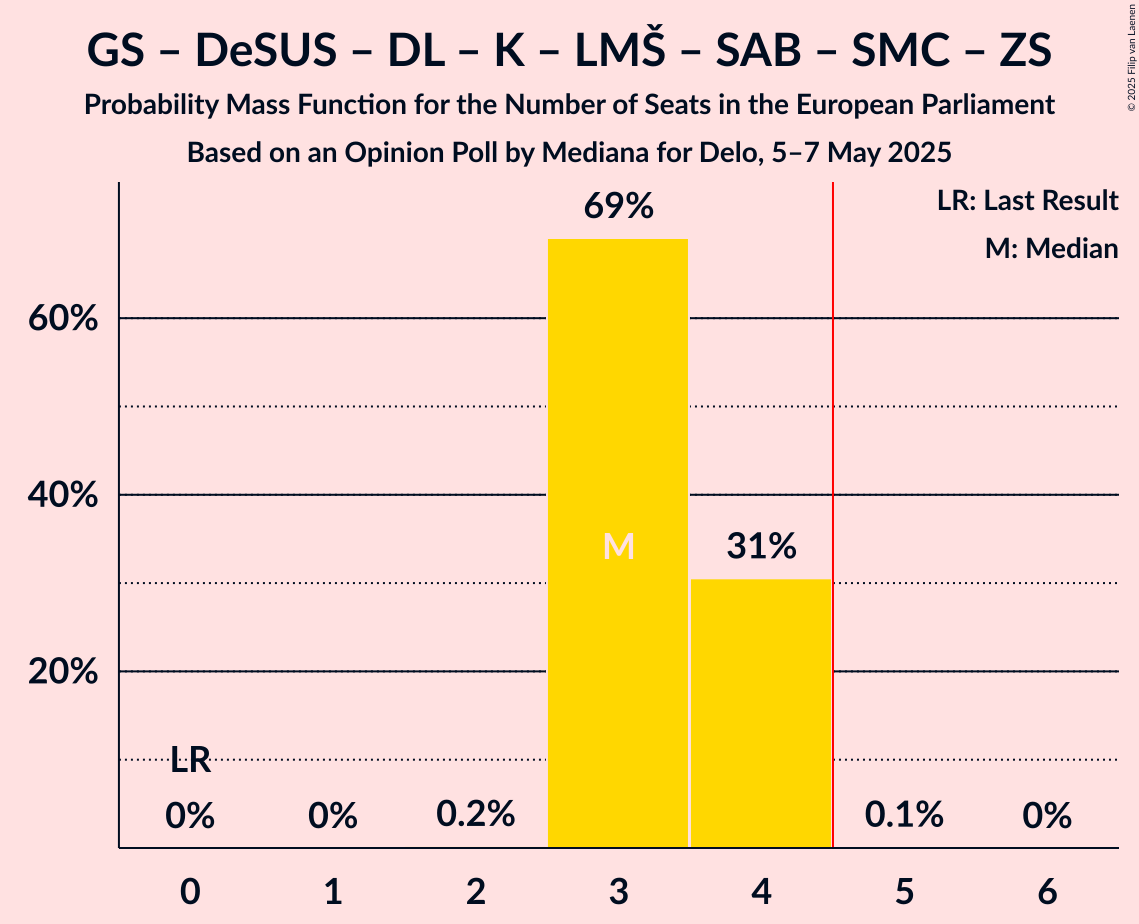 GS – DeSUS – DL – K – LMŠ – SAB – SMC – ZS
Probability Mass Function for the Number of Seats in the European Parliament
Based on an Opinion Poll by Mediana for Delo, 5–7 May 2025
© 2025 Filip van Laenen
LR: Last Result
M: Median
69%
60%
40%
M
31%
20%
LR
0%
0%
0.2%
0.1%
0%
0
1
2
3
4
5
6